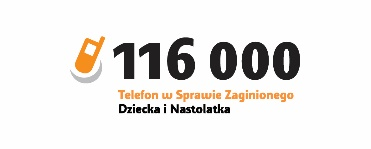 116 000
Telefon w Sprawie Zaginionego
Dziecka i Nastolatka